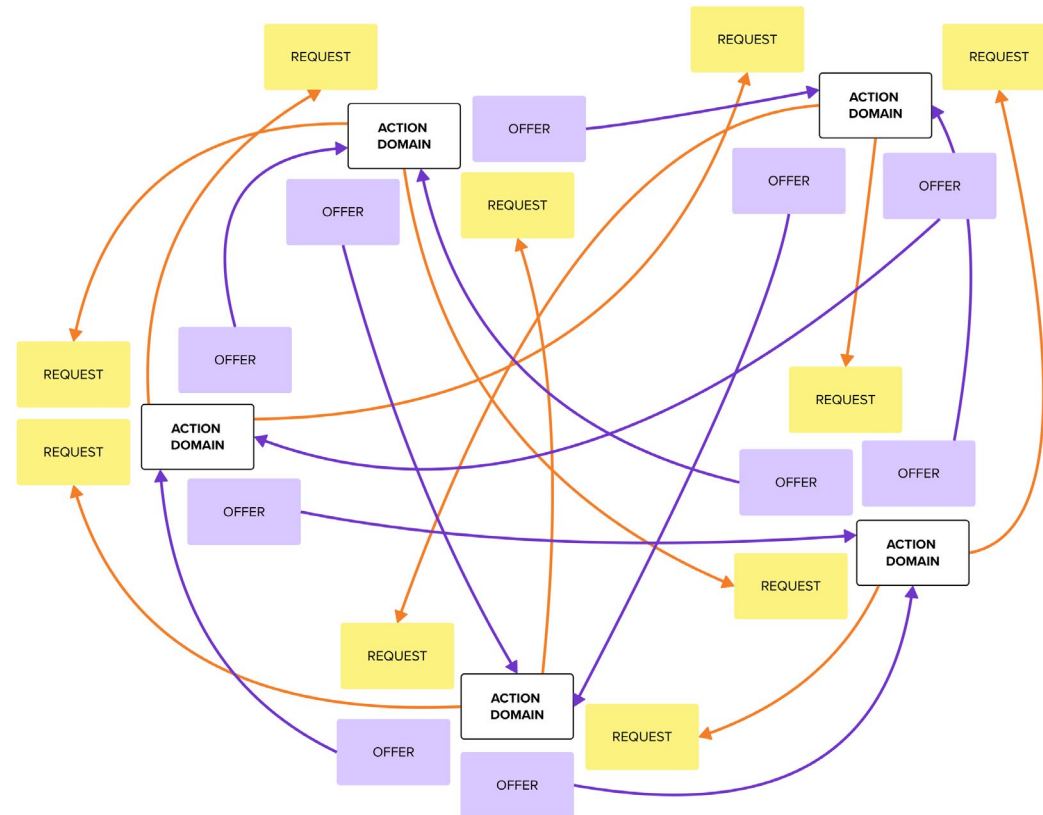 REQUEST
REQUEST
REQUEST
ACTION
DOMAIN
OFFER
ACTION
DOMAIN
OFFER
REQUEST
OFFER
OFFER
OFFER
REQUEST
REQUEST
ACTION
DOMAIN
REQUEST
OFFER
OFFER
OFFER
ACTION
DOMAIN
REQUEST
REQUEST
ACTION
DOMAIN
REQUEST
OFFER
OFFER